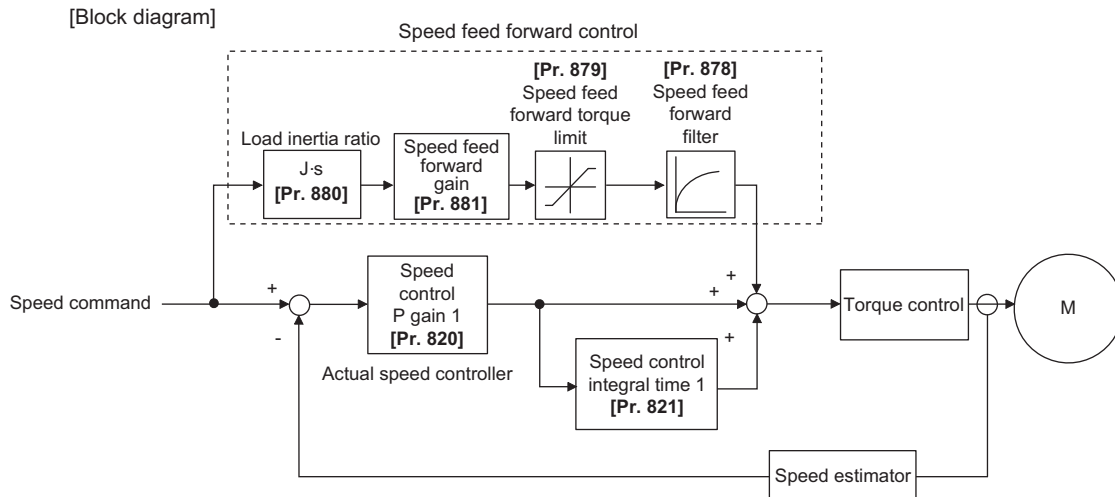 [Block diagram]
Speed feed forward control
[Pr. 879]
Speed feed
forward torque
limit
[Pr. 878]
Speed feed
forward
filter
Load inertia ratio
J·s
[Pr. 880]
Speed feed
forward
gain
[Pr. 881]
Speed command
+
-
Speed
control
P gain 1
[Pr. 820]
Actual speed controller
+
+
+
Speed control
integral time 1
[Pr. 821]
Torque control
M
Speed estimator